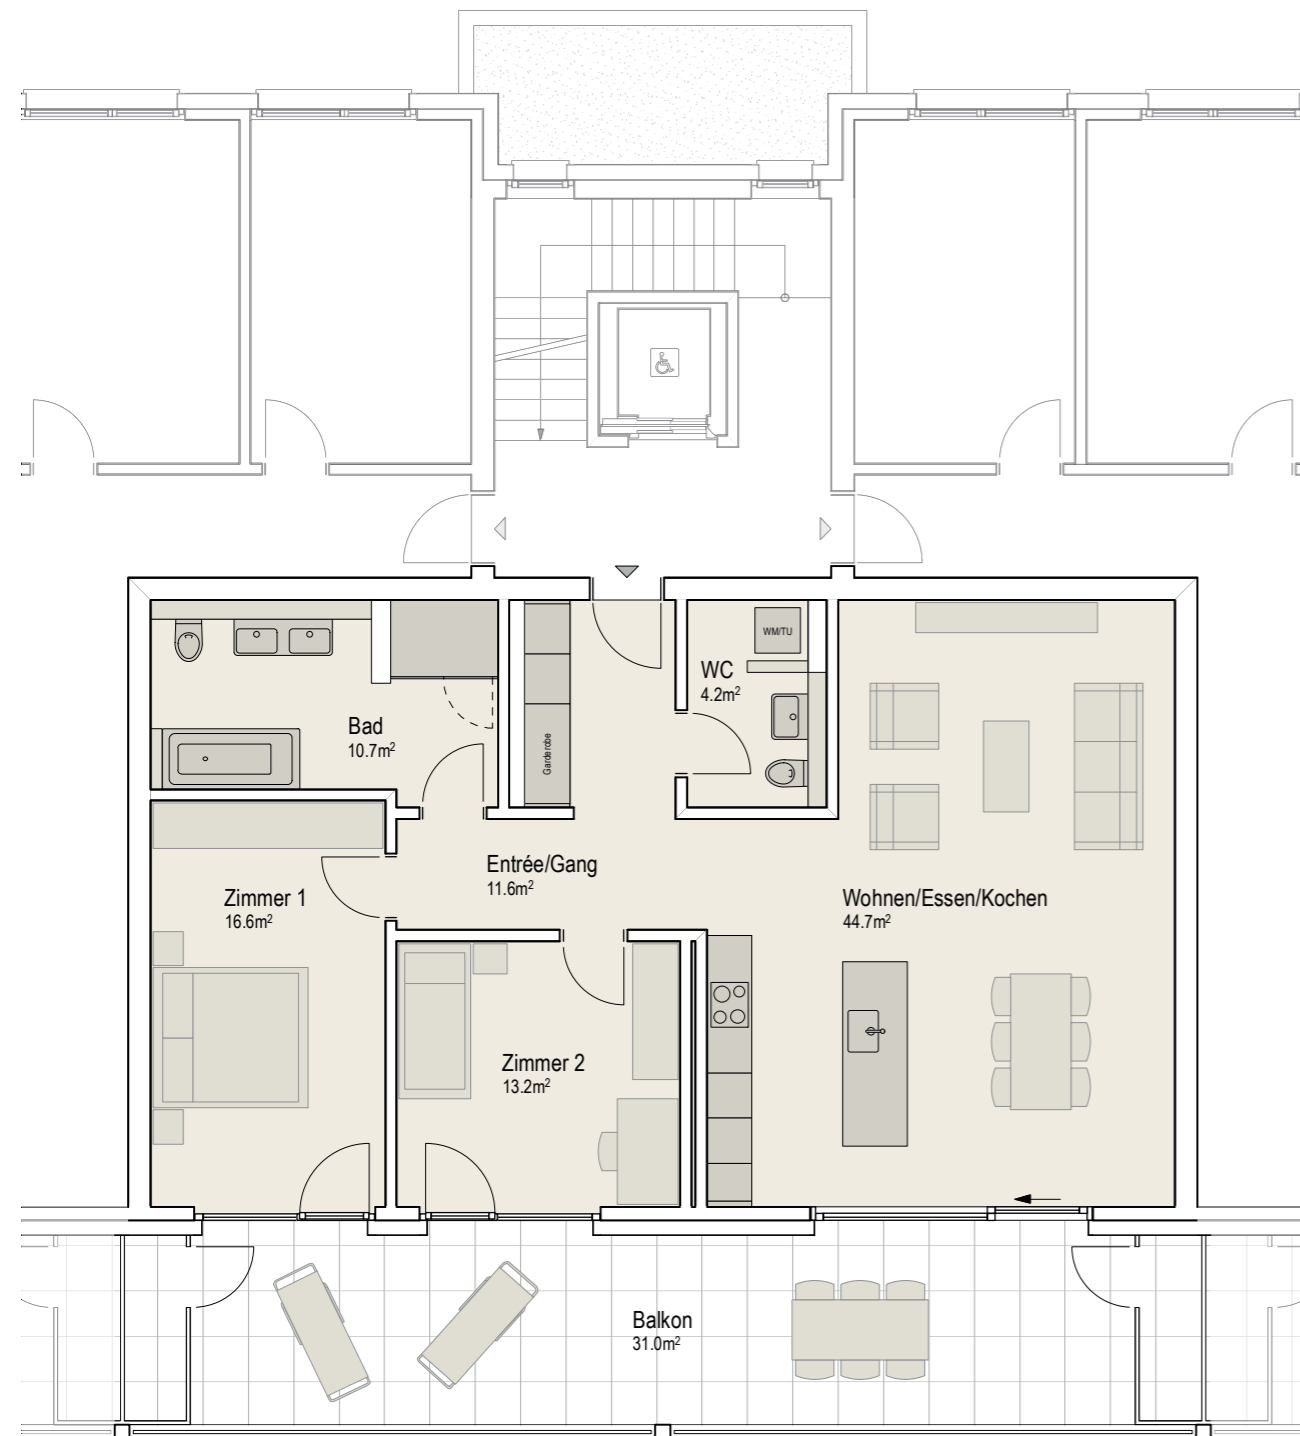 WM/TU
WC
4.2m²
Bad
10.7m²
Garderobe
Entrée/Gang
11.6m²
Zimmer 1
16.6m²
Wohnen/Essen/Kochen
44.7m²
Zimmer 2
13.2m²
Balkon
31.0m²